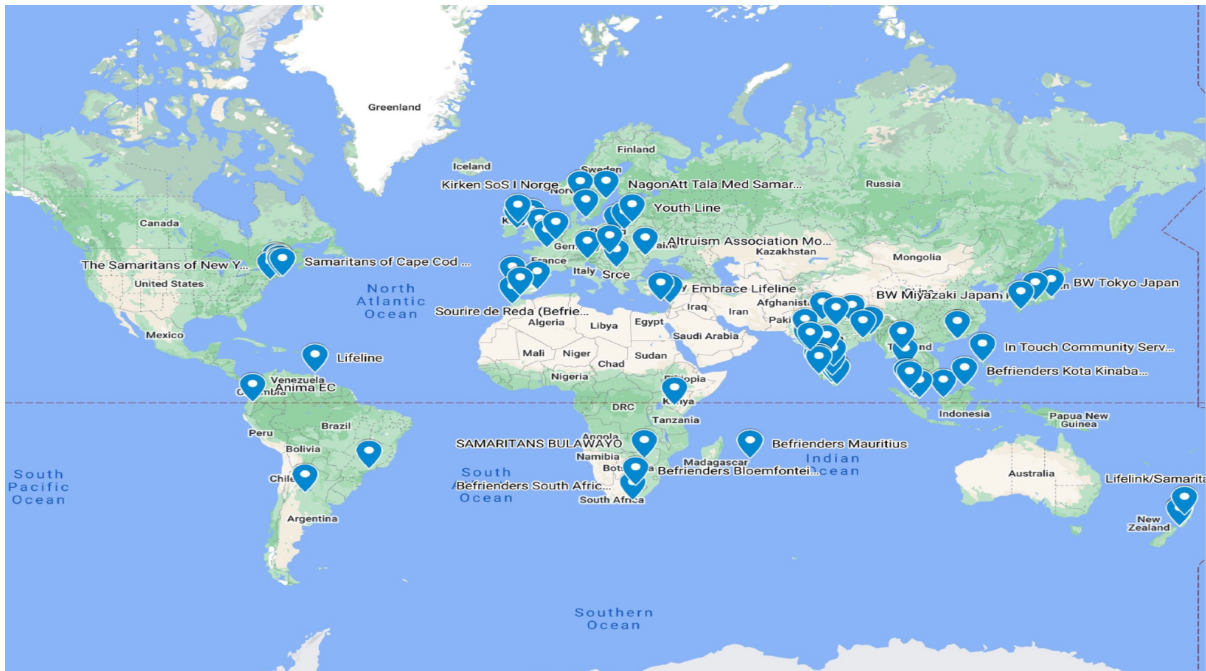 Greenland
Iceland
Finland
Sweden
Kirken SoS I Norge
NagonAtt Tala Med Samar...
Russia
Youth Line
Canada
Altruism Association Mo...
Kazakhstan
Mongolia
France
Italy
Srce
The Samaritans of New Y...
Samaritans of Cape Cod ...
United States
North
Atlantic
Ocean
Embrace Lifeline
BW Miyazaki Japan
BW Tokyo Japan
Afghanist
Iraq
Iran
Sourire de Reda (Befrie...
Algeria
Libya
Egypt
Saudi Arabia
Mexico
Mali
Niger
Chad
Sudan
In Touch Community Serv...
Lifeline
Nigeria
Befrienders Kota Kinaba...
Venezuela
Anima EC
DRC
Indonesia
Tanzania
Papua New
Guinea
Peru
Brazil
Angola
SAMARITANS BULAWAYO
Befrienders Mauritius
Bolivia
Namibia
Madagascar
Indian
Ocean
South
Pacific
Ocean
South
Ocean
Befrienders Bloemfontei...
Befrienders South Afric...
Australia
Lifelink/Samarita
South Africa
Argentina
New
Zealand
Southern
Ocean